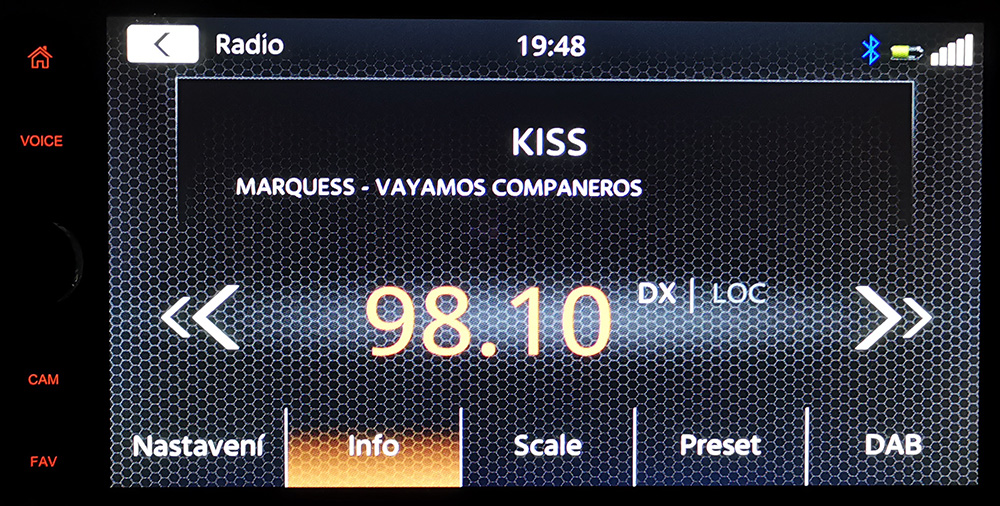 Radio
19:48
VOICE
KISS
MARQUESS - VAYAMOS COMPANEROS
98.10
DX | LOC
CAM
Nastavení
Info
Scale
Preset
DAB
FAV